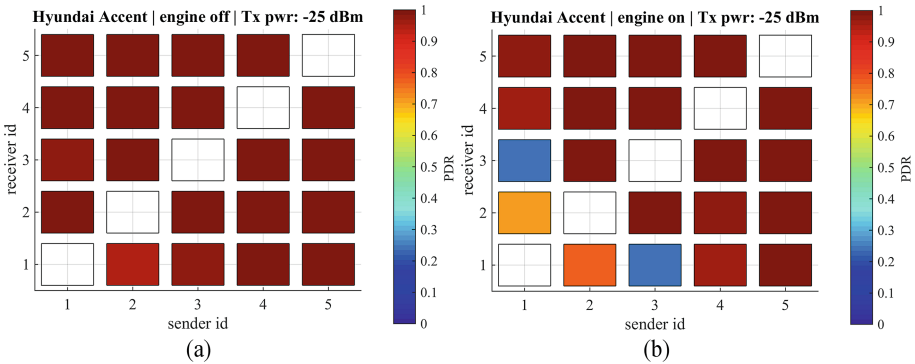 Hyundai Accent | engine off | Tx pwr: -25 dBm
5
4
3
2
1
receiver id
1 2 3 4 5
sender id
1
0.9
0.8
0.7
0.6
0.5
0.4
0.3
0.2
0.1
0
PDR
(a)
Hyundai Accent | engine on | Tx pwr: -25 dBm
5
4
3
2
1
receiver id
1 2 3 4 5
sender id
1
0.9
0.8
0.7
0.6
0.5
0.4
0.3
0.2
0.1
0
PDR
(b)